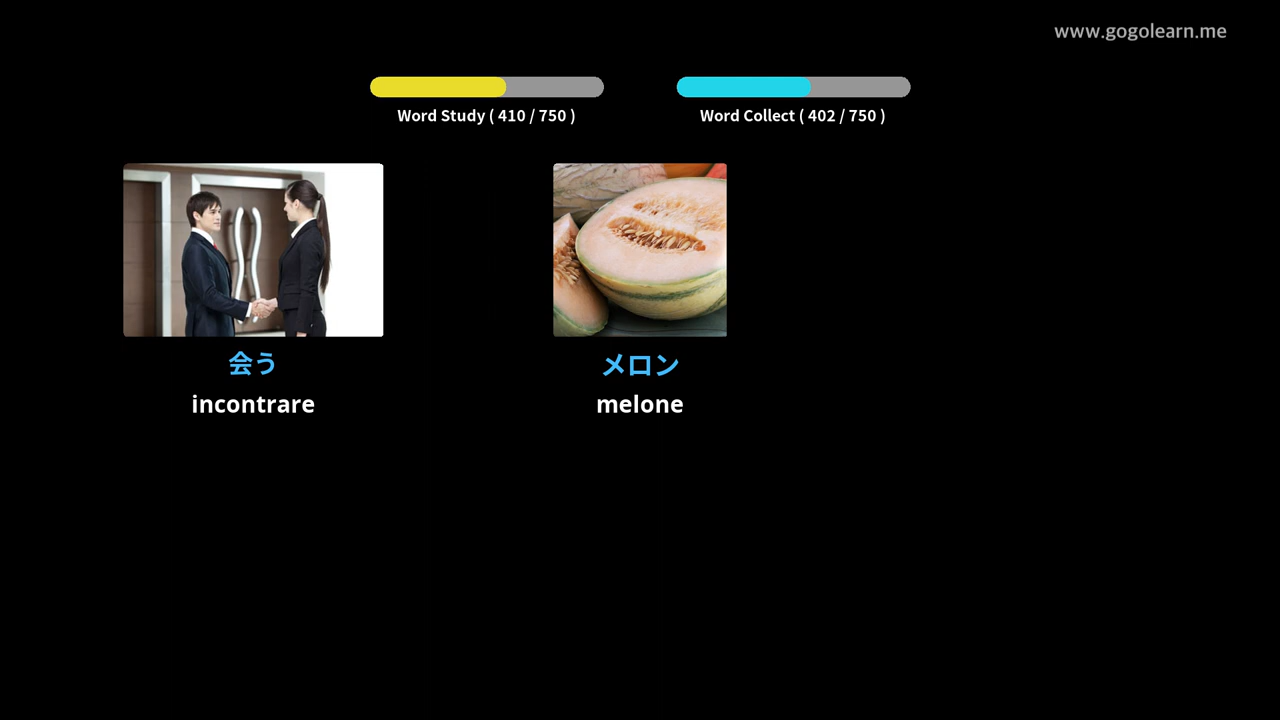 www.gogolearn.me
Word Study ( 410 / 750 )
Word Collect ( 402 / 750 )
会う
incontrare
メロン
melone